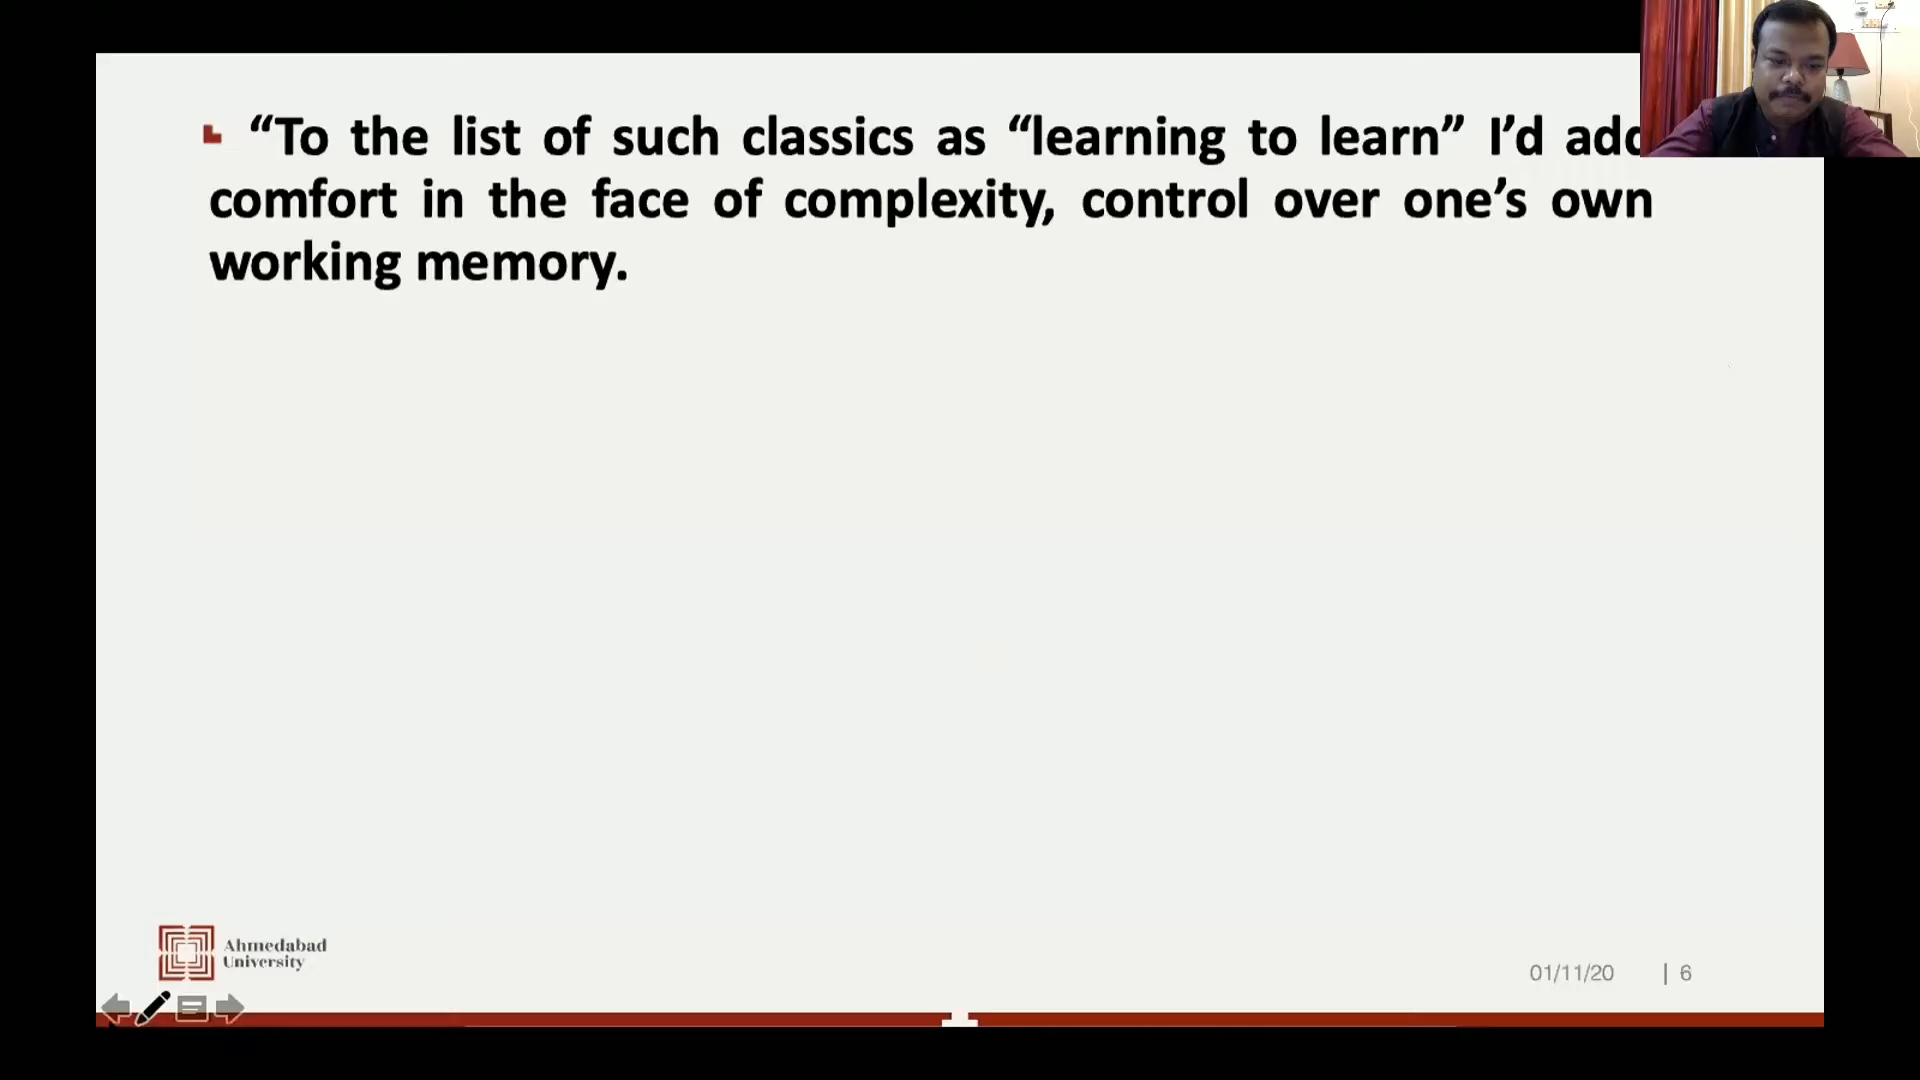 “To the list of such classics as “learning to learn” I’d add
comfort in the face of complexity, control over one’s own
working memory.
Ahmedabad
University
01/11/20 | 6